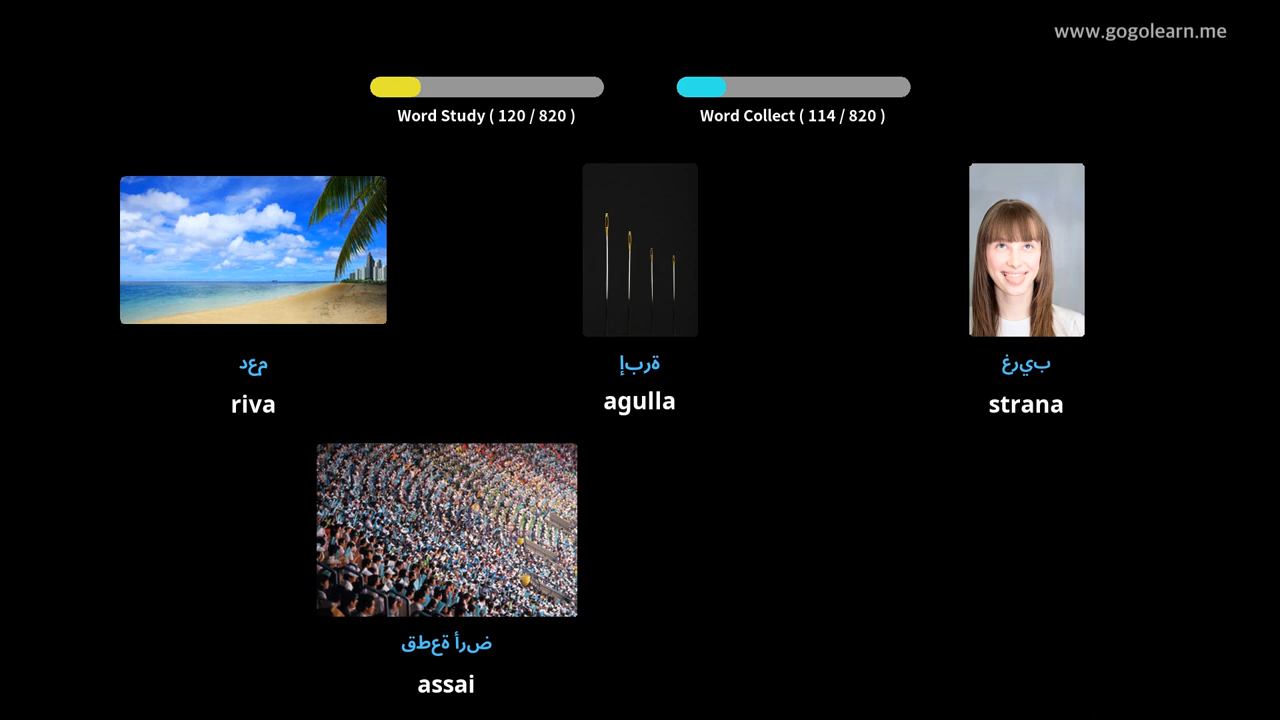 www.gogolearn.me
Word Study ( 120 / 820 )
Word Collect ( 114 / 820 )
معد
riva
ةربإ
agulla
بيرغ
strana
ضرأ ةعطق
assai